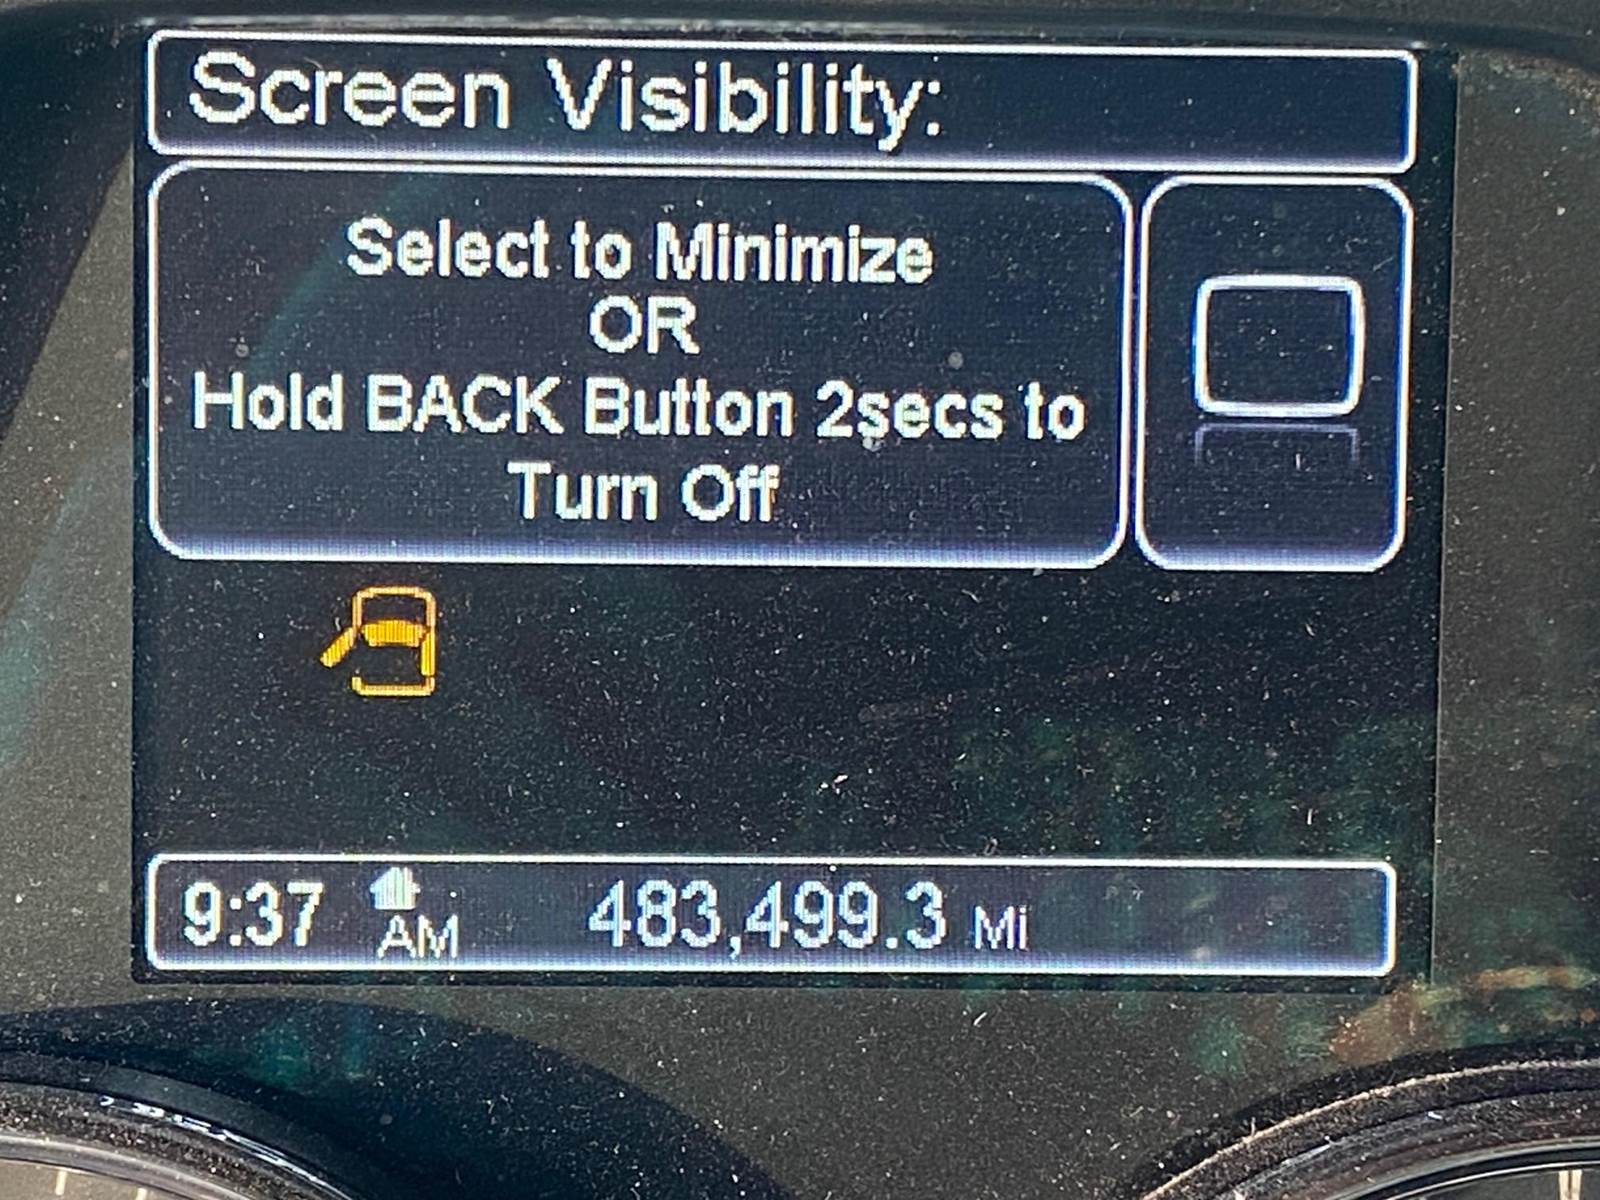 Screen Visibility:
Select to Minimize
OR
Hold BACK Button 2secs to
Turn Off
9:37 AM 483,499.3 Mi